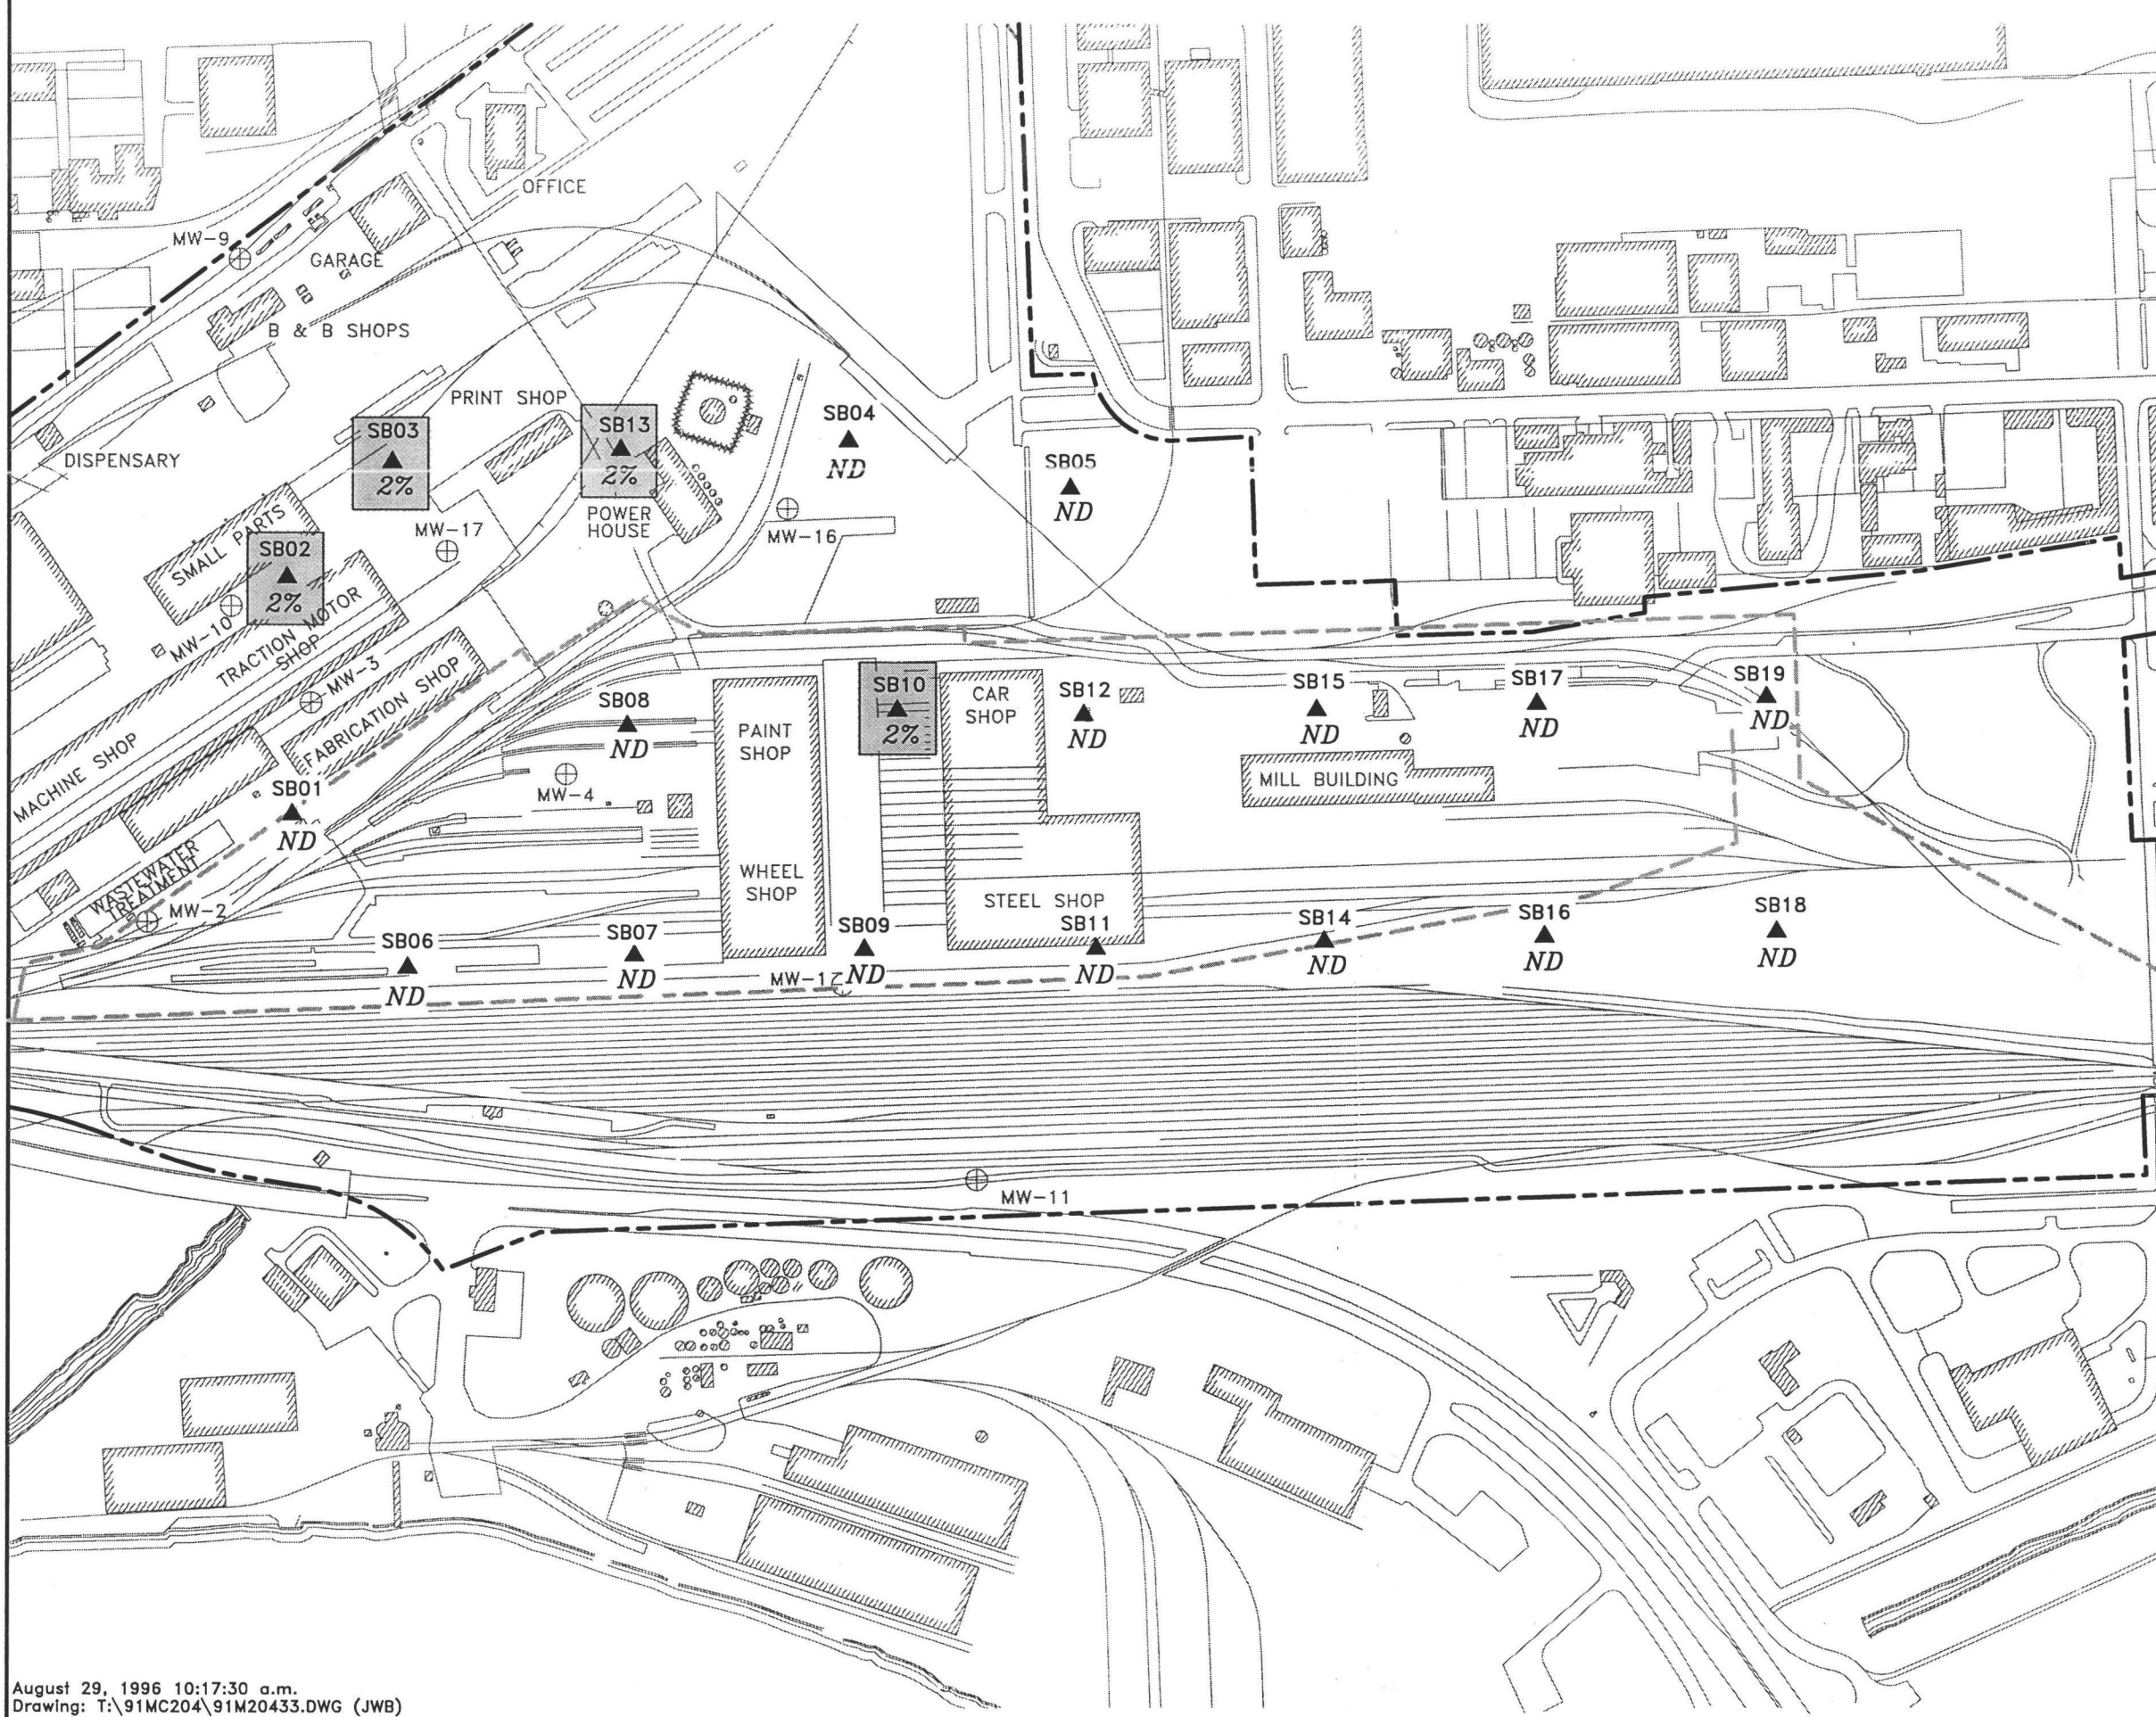 OFFICE
MW-9
GARAGE
B & B SHOPS
PRINT SHOP
SB03
2%
SB13
2%
SB04
ND
DISPENSARY
SB05
ND
POWER
HOUSE
MW-17
MW-16
SMALL PARTS
SB02
2%
MW-10
TRACTION MOTOR
SHOP
MW-3
FABRICATION SHOP
MACHINE SHOP
SB08
ND
SB10
2%
CAR
SHOP
SB12
ND
SB15
ND
SB17
ND
SB19
ND
PAINT
SHOP
MW-4
MILL BUILDING
SB01
ND
WASTEWATER
TREATMENT
MW-2
WHEEL
SHOP
STEEL SHOP
SB06
ND
SB07
ND
SB09
ND
SB11
ND
SB14
ND
SB16
ND
SB18
ND
MW-11
August 29, 1996 10:17:30 a.m.
Drawing: T:\91MC204\91M20433.DWG (JWB)